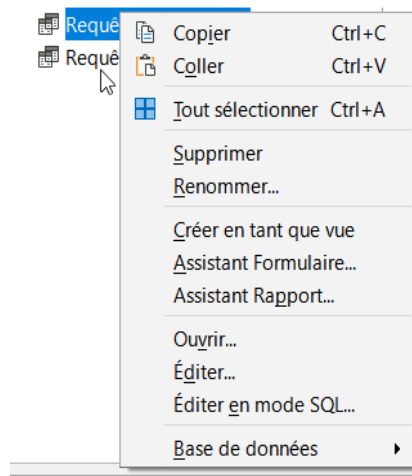 Requê
Requê
Copier Ctrl+C
Coller Ctrl+V
Tout sélectionner Ctrl+A
Supprimer
Renommer...
Créer en tant que vue
Assistant Formulaire...
Assistant Rapport...
Ouvrir...
Éditer...
Éditer en mode SQL...
Base de données